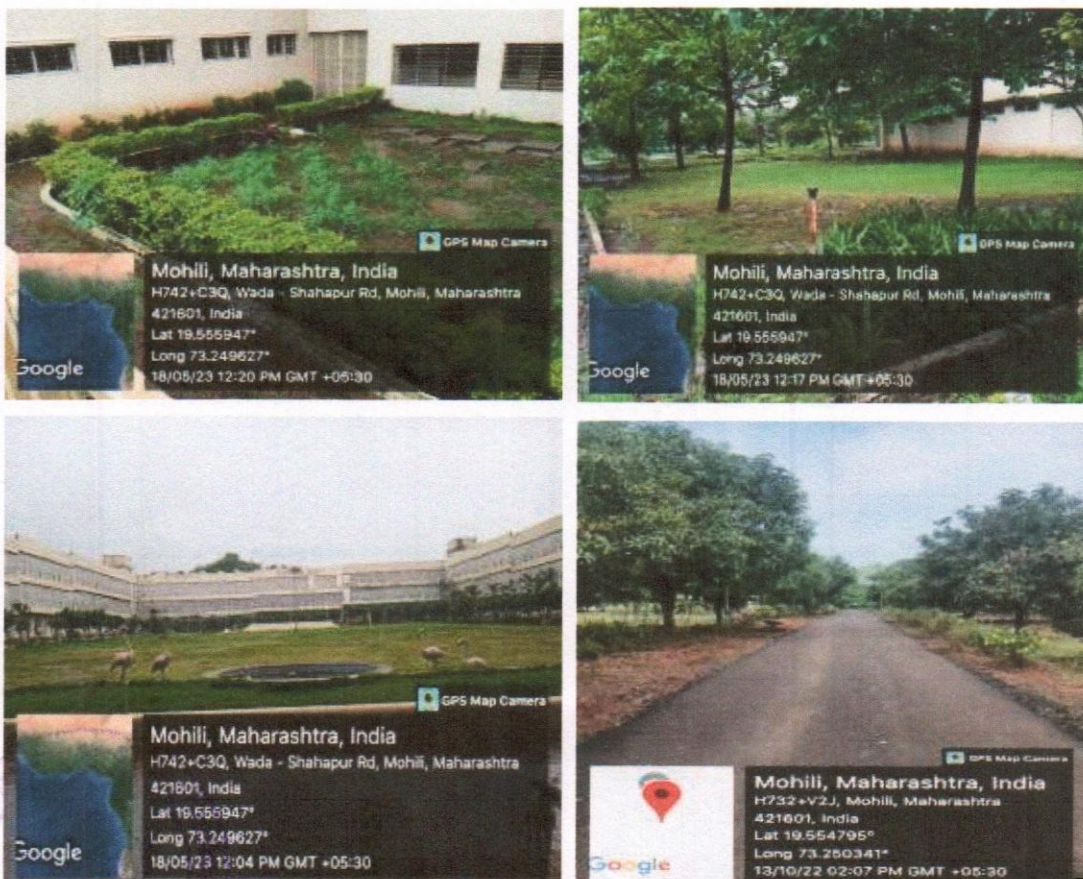 GPS Map Camera
Mohili, Maharashtra, India
H742+C3Q, Wada - Shahapur Rd, Mohili, Maharashtra
421601, India
Lat 19.555947°
Long 73.249627°
18/05/23 12:20 PM GMT +05:30
Google
GPS Map Camera
Mohili, Maharashtra, India
H742+C3Q, Wada - Shahapur Rd, Mohili, Maharashtra
421601, India
Lat 19.555947°
Long 73.249627°
18/05/23 12:17 PM GMT +05:30
Google
GPS Map Camera
Mohili, Maharashtra, India
H742+C3Q, Wada - Shahapur Rd, Mohili, Maharashtra
421601, India
Lat 19.555947°
Long 73.249627°
18/05/23 12:04 PM GMT +05:30
Google
GPS Map Camera
Mohili, Maharashtra, India
H732+V2J, Mohili, Maharashtra
421601, India
Lat 19.554795°
Long 73.250341°
13/10/22 02:07 PM GMT +05:30
Google